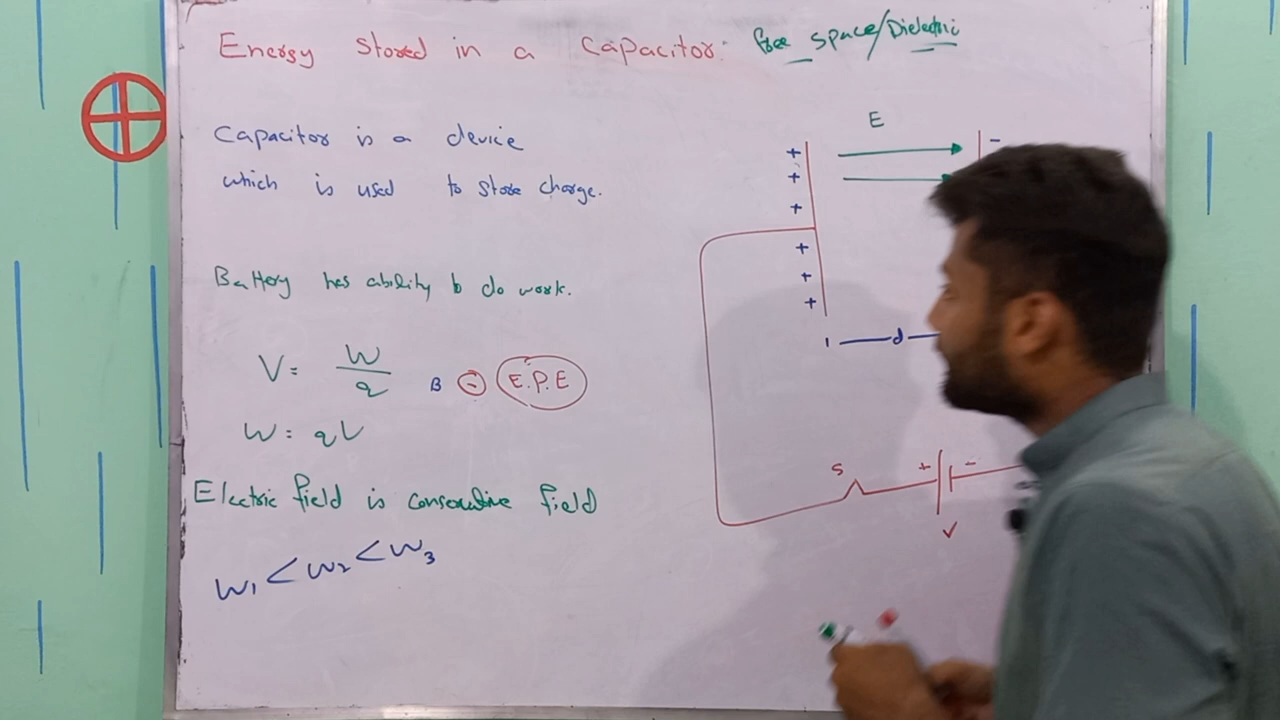 Energy Stored in a Capacitor: free space/Dielectric
Capacitor is a device
which is used to store charge.
Battery has ability to do work.
V = W/q B - E.P.E
W = qV
Electric field is conservative field
W1 < W2 < W3
E
+ -
+
+
+
+
+
d
S + -
V